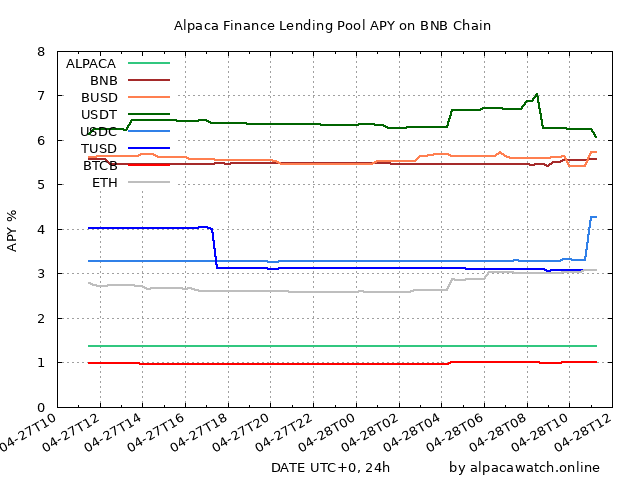 Alpaca Finance Lending Pool APY on BNB Chain
8
7
6
5
4
3
2
1
0
APY %
ALPACA
BNB
BUSD
USDT
USDC
TUSD
BTCB
ETH
04-27T10
04-27T12
04-27T14
04-27T16
04-27T18
04-27T20
04-27T22
04-28T00
04-28T02
04-28T04
04-28T06
04-28T08
04-28T10
04-28T12
DATE UTC+0, 24h
by alpacawatch.online